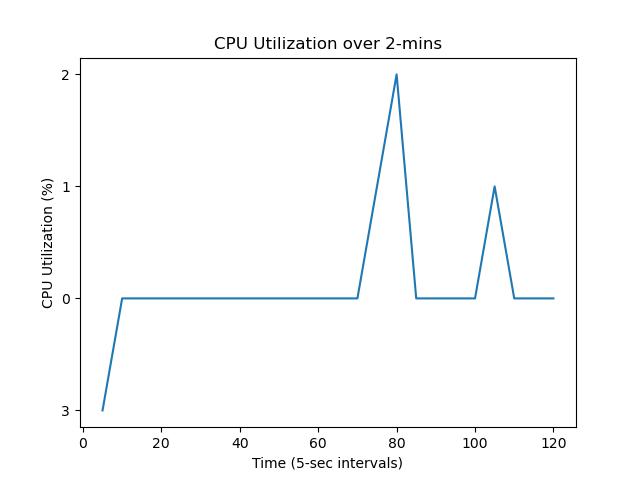 CPU Utilization over 2-mins
2
1
0
3
CPU Utilization (%)
0 20 40 60 80 100 120
Time (5-sec intervals)